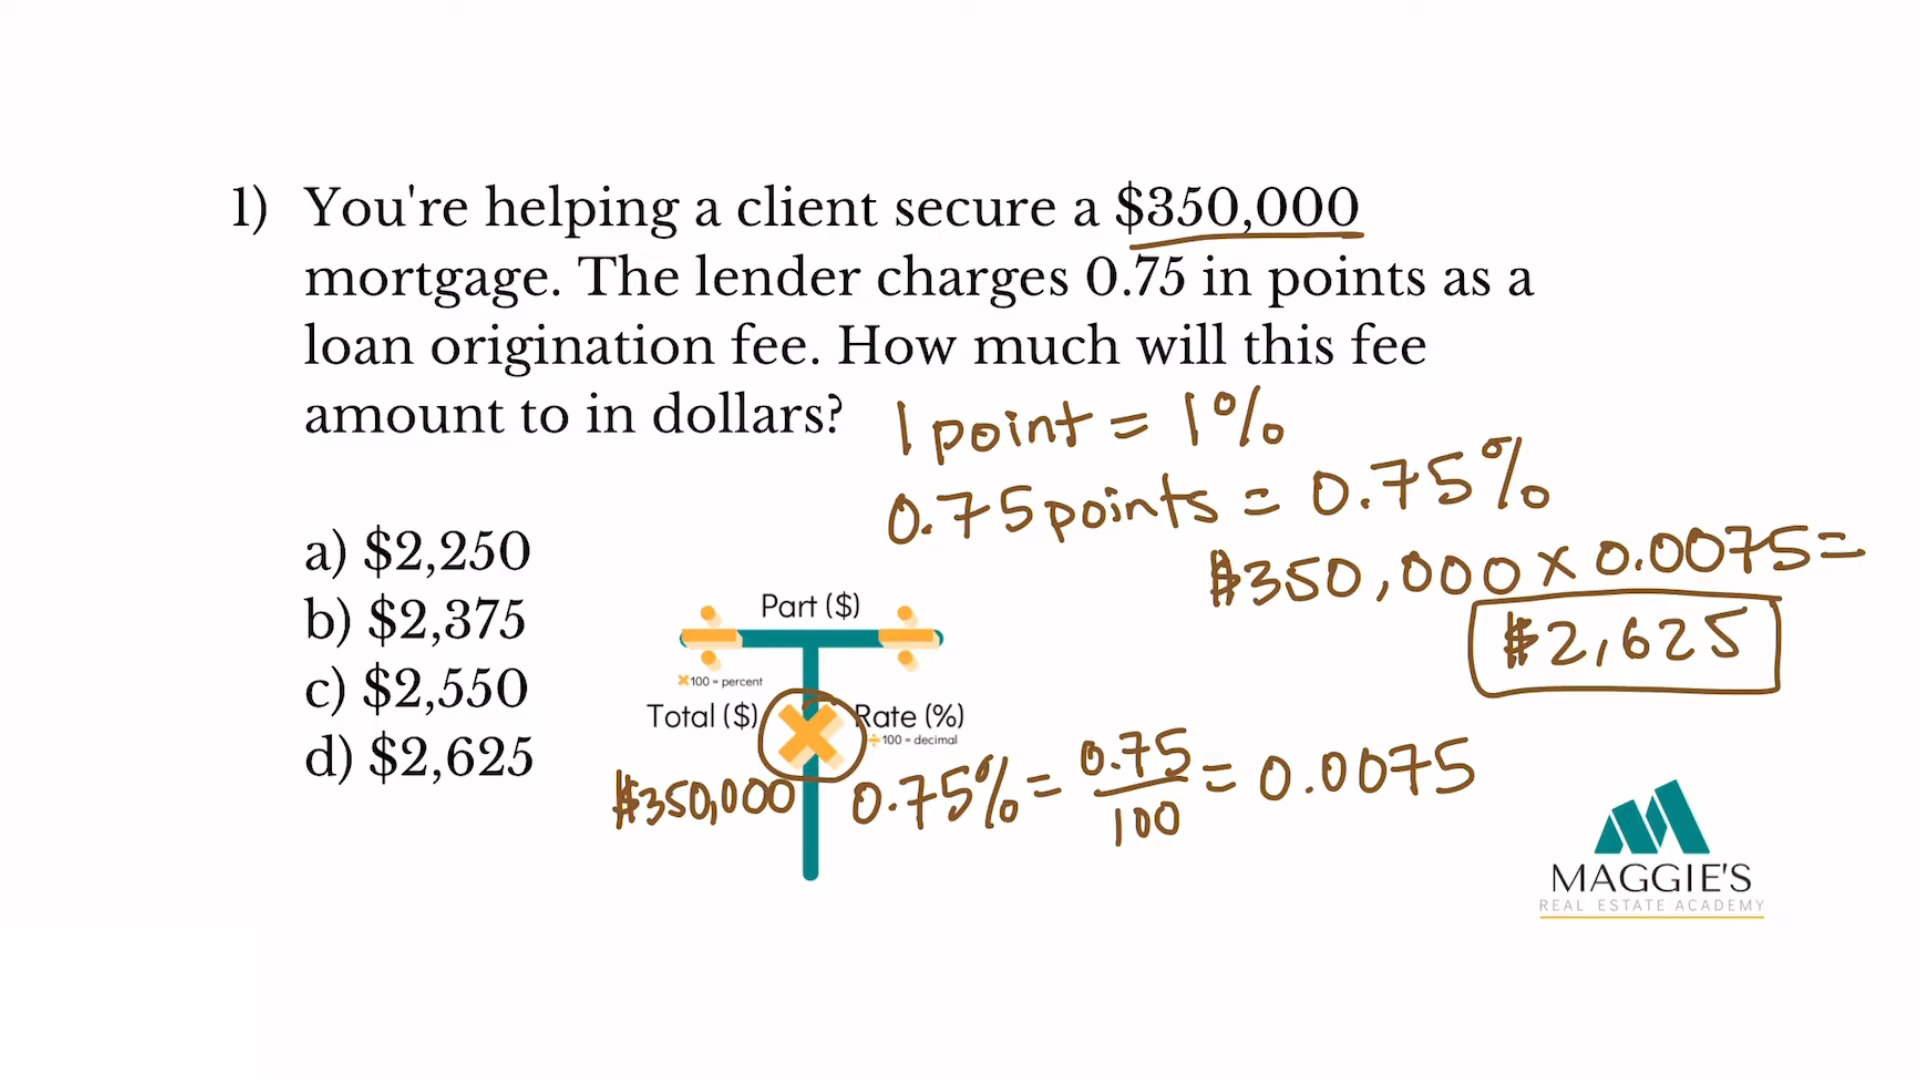 1) You're helping a client secure a $350,000
mortgage. The lender charges 0.75 in points as a
loan origination fee. How much will this fee
amount to in dollars?
1 point = 1%
0.75 points = 0.75%
$350,000 x 0.0075 =
$2,625
a) $2,250
b) $2,375
c) $2,550
d) $2,625
Part ($)
×100 = percent
Total ($)
Rate (%)
÷100 = decimal
$350,000
0.75% = 0.75/100 = 0.0075
MAGGIE'S
REAL ESTATE ACADEMY